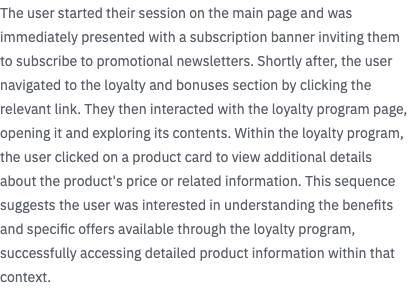 The user started their session on the main page and was
immediately presented with a subscription banner inviting them
to subscribe to promotional newsletters. Shortly after, the user
navigated to the loyalty and bonuses section by clicking the
relevant link. They then interacted with the loyalty program page,
opening it and exploring its contents. Within the loyalty program,
the user clicked on a product card to view additional details
about the product's price or related information. This sequence
suggests the user was interested in understanding the benefits
and specific offers available through the loyalty program,
successfully accessing detailed product information within that
context.